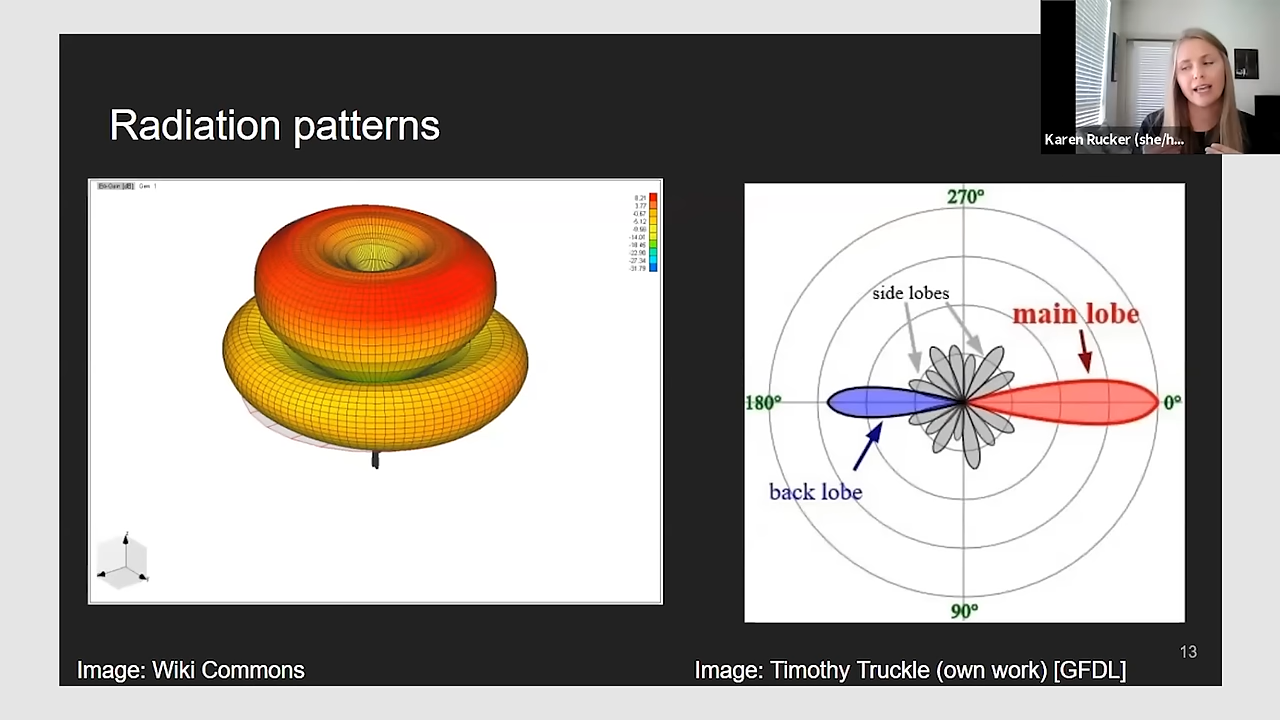 Karen Rucker (she/h...
Radiation patterns
270°
side lobes
main lobe
180°
0°
back lobe
90°
13
Image: Wiki Commons
Image: Timothy Truckle (own work) [GFDL]